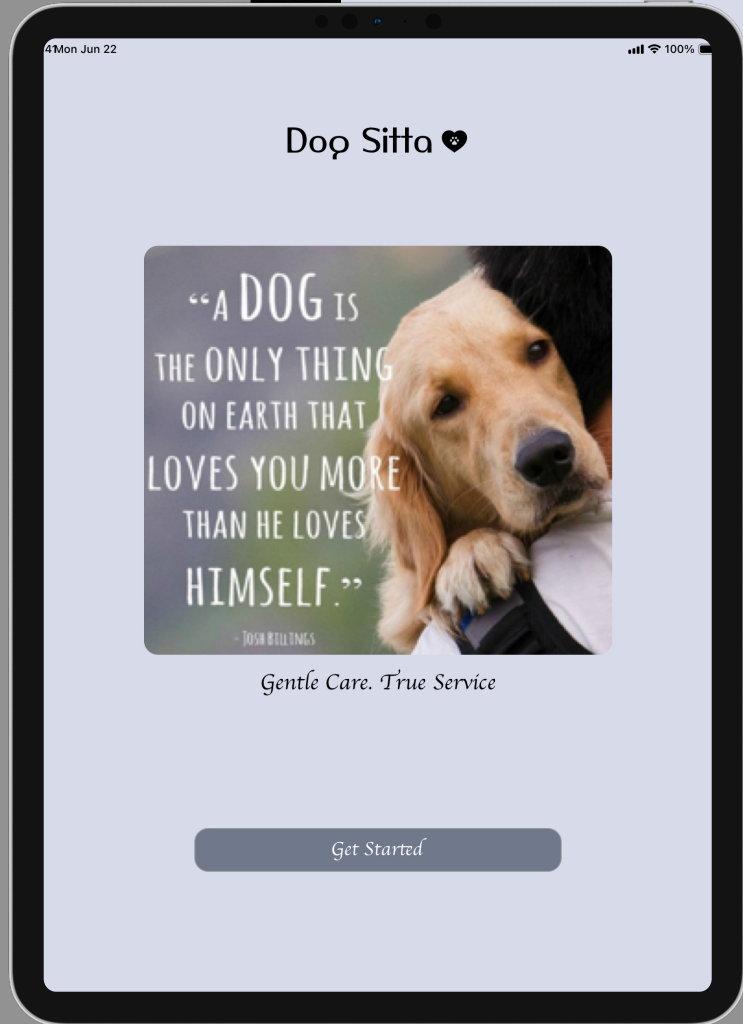 41Mon Jun 22
100%
Dog Sitta
“A DOG IS
THE ONLY THING
ON EARTH THAT
LOVES YOU MORE
THAN HE LOVES
HIMSELF.”
- JOSH BILLINGS
Gentle Care. True Service
Get Started